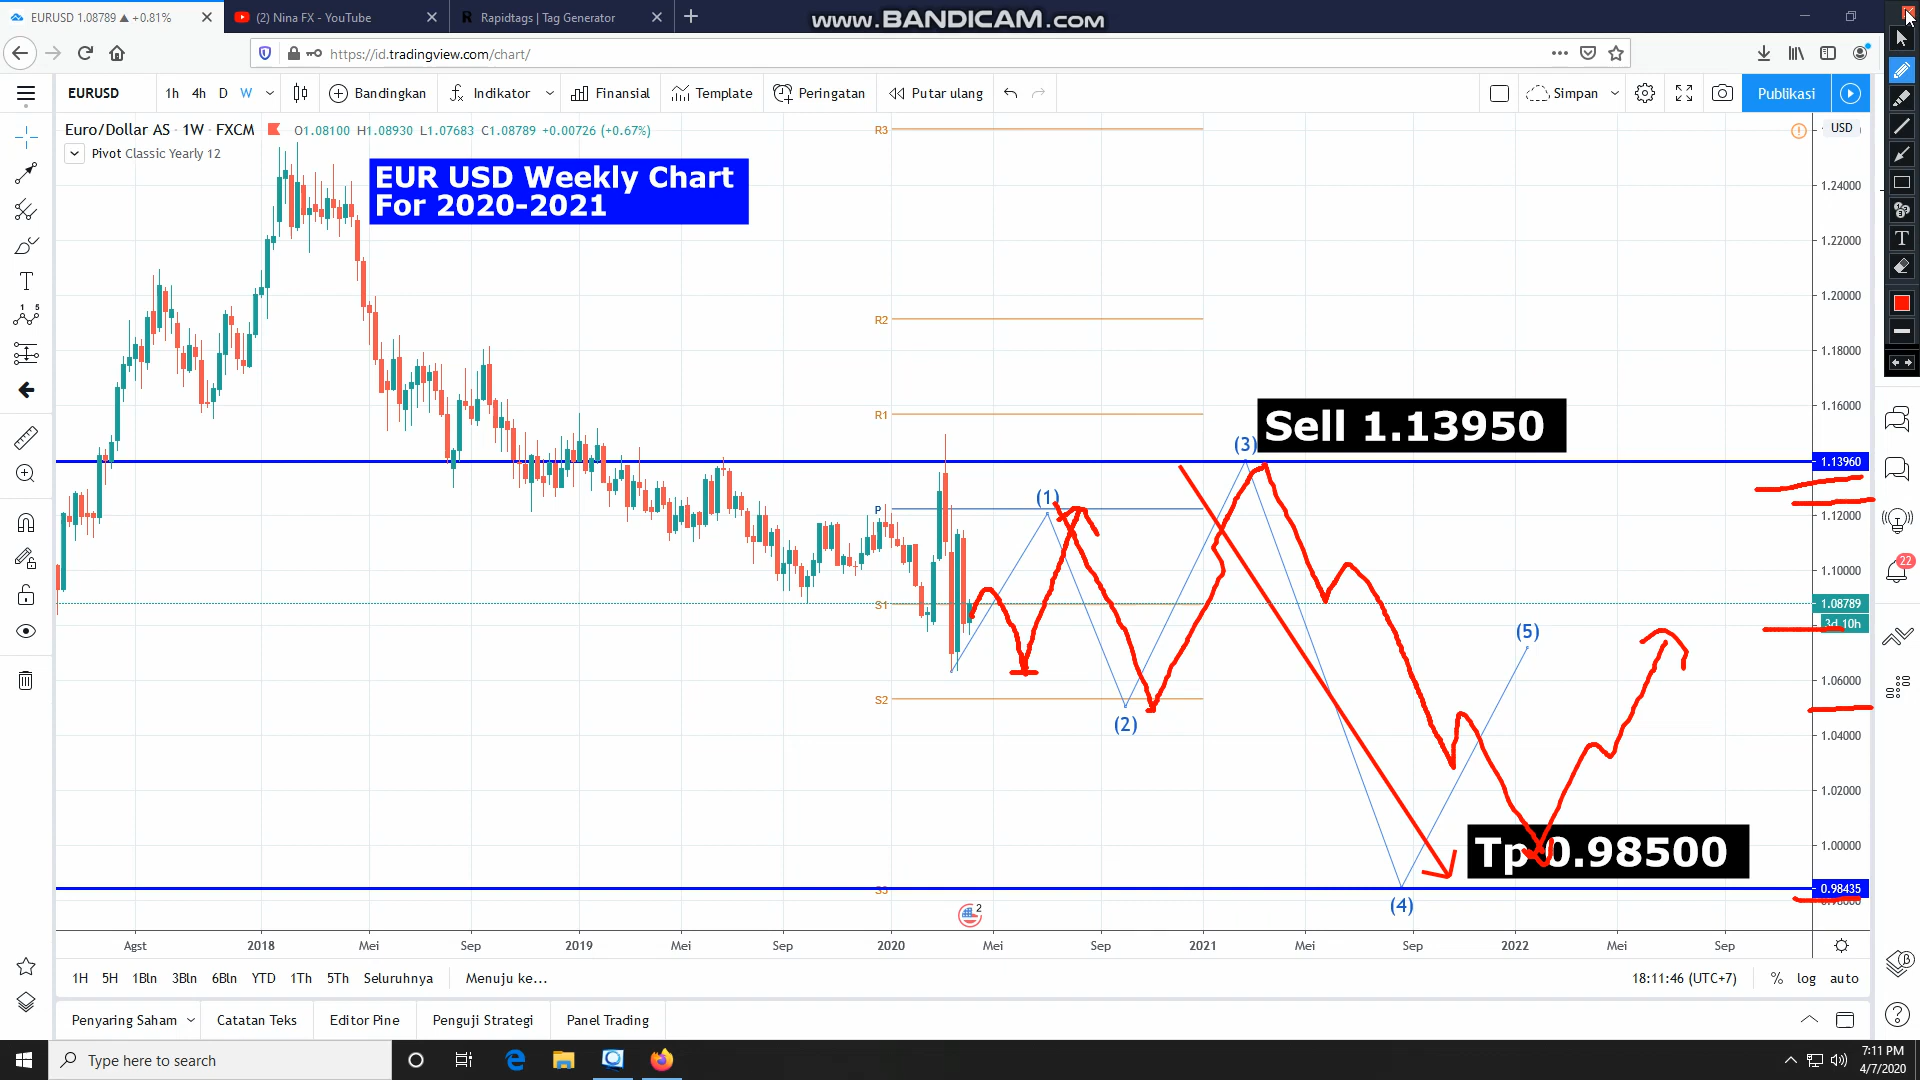 EURUSD 1.08789 ▲ +0.81%
(2) Nina FX - YouTube
Rapidtags | Tag Generator
www.BANDICAM.com
https://id.tradingview.com/chart/
EURUSD 1h 4h D W Bandingkan Indikator Finansial Template Peringatan Putar ulang Simpan Publikasi
Euro/Dollar AS · 1W · FXCM O1.08100 H1.08930 L1.07683 C1.08789 +0.00726 (+0.67%)
USD
Pivot Classic Yearly 12
EUR USD Weekly Chart
For 2020-2021
R3
1.24000
1.22000
1.20000
R2
1.18000
1.16000
R1
Sell 1.13950
(3)
1.13960
(1)
P
1.12000
1.10000
22
S1
1.08789
3d 10h
(5)
1.06000
S2
(2)
1.04000
1.02000
Tp 0.98500
1.00000
S3
0.98435
0.98000
(4)
2
Agst 2018 Mei Sep 2019 Mei Sep 2020 Mei Sep 2021 Mei Sep 2022 Mei Sep
1H 5H 1Bln 3Bln 6Bln YTD 1Th 5Th Seluruhnya Menuju ke... 18:11:46 (UTC+7) % log auto
Penyaring Saham Catatan Teks Editor Pine Penguji Strategi Panel Trading
Type here to search
7:11 PM
4/7/2020